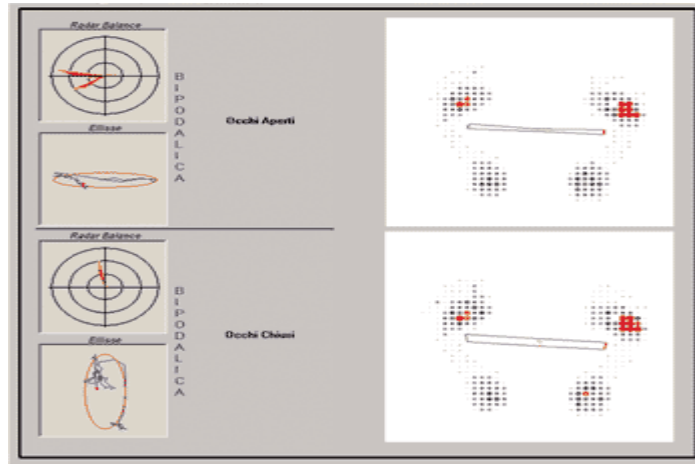 Radar Balance
Ellisse
BIPODALICA
Occhi Aperti
Radar Balance
Ellisse
BIPODALICA
Occhi Chiusi